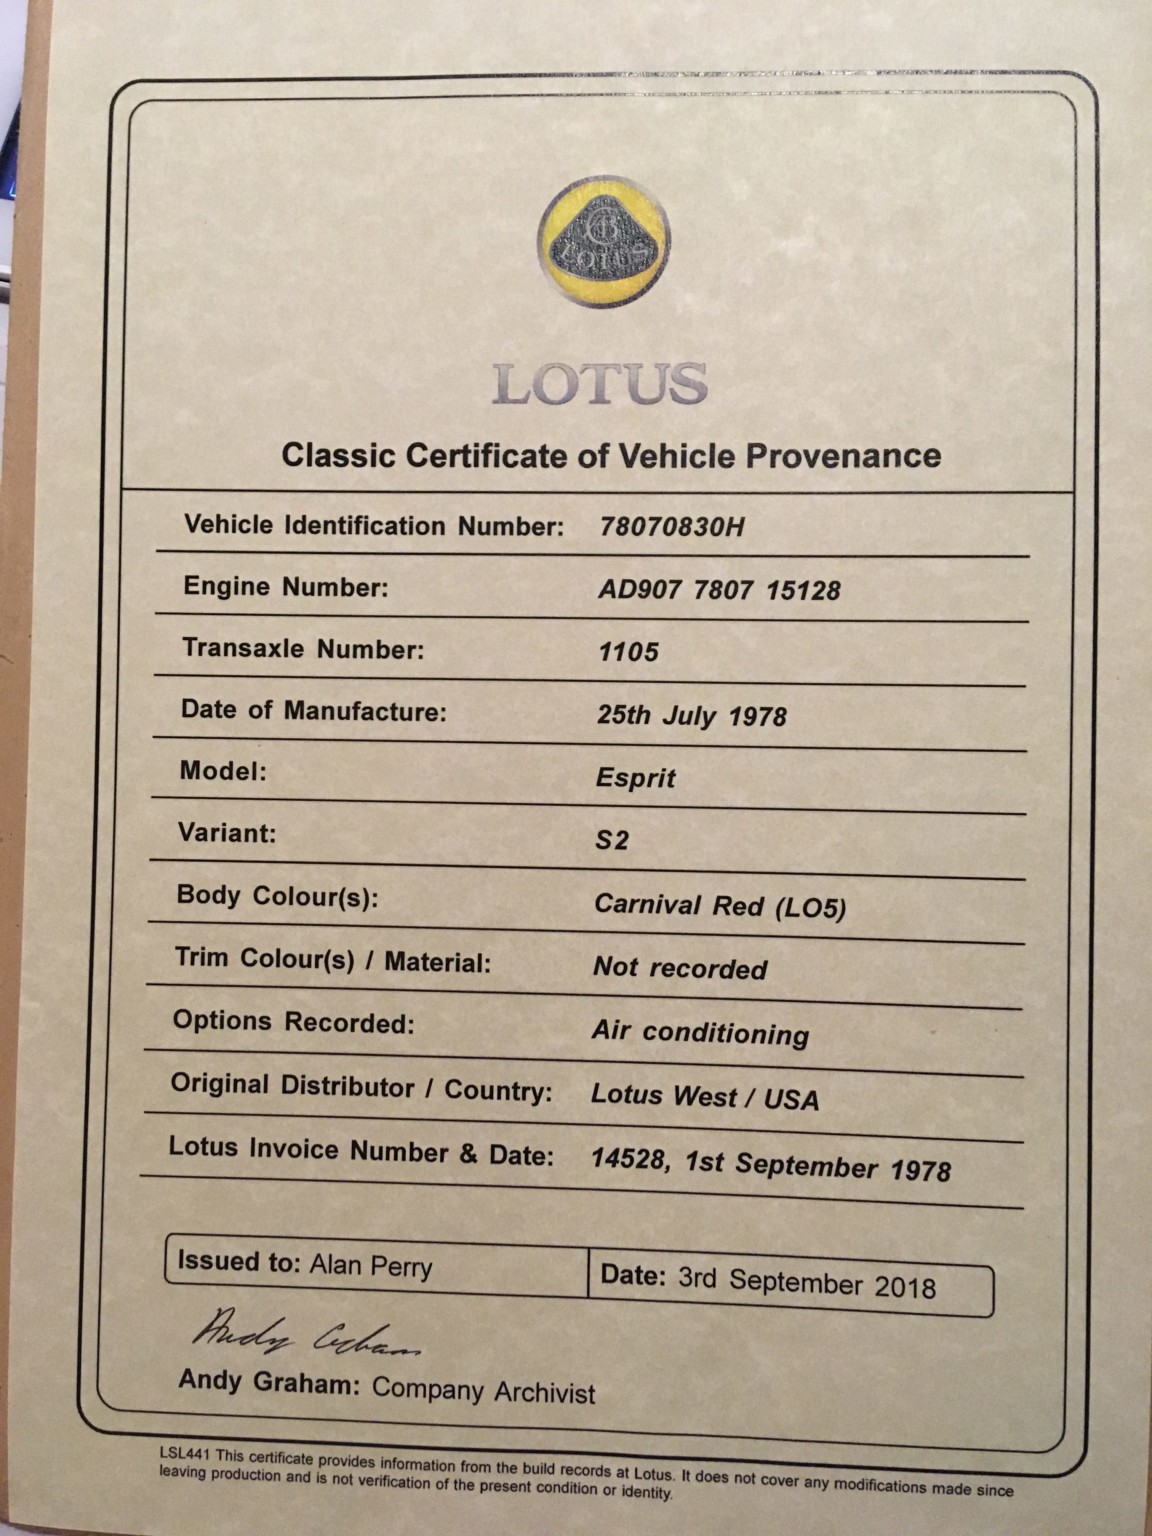 LOTUS
LOTUS
Classic Certificate of Vehicle Provenance
Vehicle Identification Number: 78070830H
Engine Number: AD907 7807 15128
Transaxle Number: 1105
Date of Manufacture: 25th July 1978
Model: Esprit
Variant: S2
Body Colour(s): Carnival Red (LO5)
Trim Colour(s) / Material: Not recorded
Options Recorded: Air conditioning
Original Distributor / Country: Lotus West / USA
Lotus Invoice Number & Date: 14528, 1st September 1978
Issued to: Alan Perry Date: 3rd September 2018
Andy Graham
Andy Graham: Company Archivist
LSL441 This certificate provides information from the build records at Lotus. It does not cover any modifications made since
leaving production and is not verification of the present condition or identity.